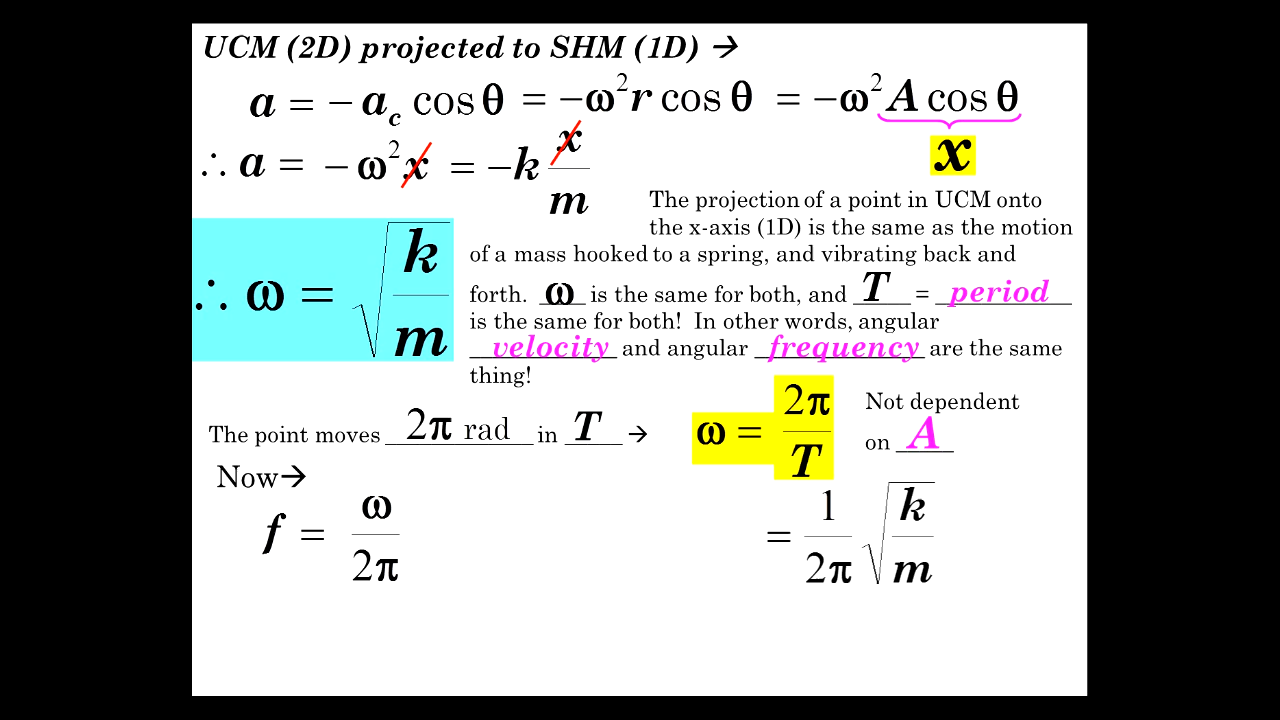 UCM (2D) projected to SHM (1D) →
a = − a_c cos θ = −ω²r cos θ = −ω²A cos θ
x
∴ a = − ω²x = −k x/m
The projection of a point in UCM onto
the x-axis (1D) is the same as the motion
of a mass hooked to a spring, and vibrating back and
forth. ω is the same for both, and T = period
is the same for both! In other words, angular
velocity and angular frequency are the same
thing!
∴ ω = √(k/m)
The point moves 2π rad in T →
ω = 2π/T
Not dependent
on A
Now→
f = ω/2π = 1/2π √(k/m)